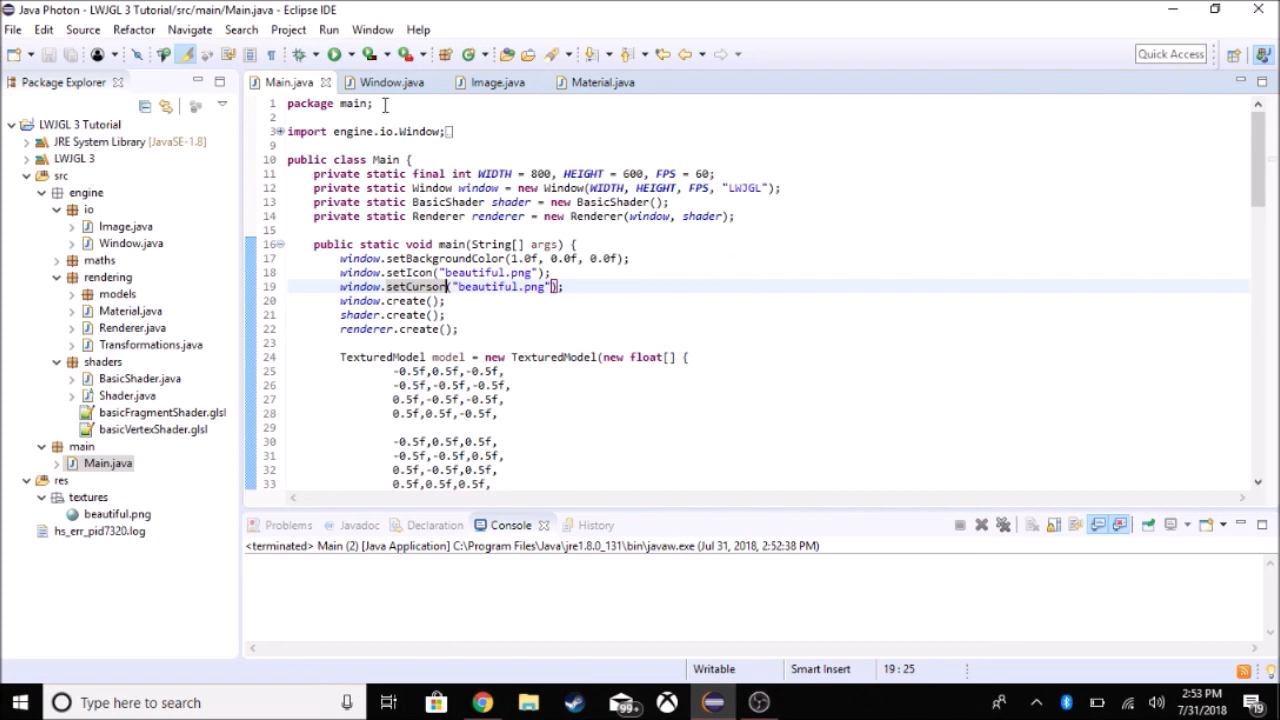 Java Photon - LWJGL 3 Tutorial/src/main/Main.java - Eclipse IDE
File Edit Source Refactor Navigate Search Project Run Window Help
Quick Access
Package Explorer
LWJGL 3 Tutorial
JRE System Library [JavaSE-1.8]
LWJGL 3
src
engine
io
Image.java
Window.java
maths
rendering
models
Material.java
Renderer.java
Transformations.java
shaders
BasicShader.java
Shader.java
basicFragmentShader.glsl
basicVertexShader.glsl
main
Main.java
res
textures
beautiful.png
hs_err_pid7320.log
Main.java Window.java Image.java Material.java
1 package main;
2
3 import engine.io.Window;
9
10 public class Main {
11 private static final int WIDTH = 800, HEIGHT = 600, FPS = 60;
12 private static Window window = new Window(WIDTH, HEIGHT, FPS, "LWJGL");
13 private static BasicShader shader = new BasicShader();
14 private static Renderer renderer = new Renderer(window, shader);
15
16 public static void main(String[] args) {
17 window.setBackgroundColor(1.0f, 0.0f, 0.0f);
18 window.setIcon("beautiful.png");
19 window.setCursor("beautiful.png");
20 window.create();
21 shader.create();
22 renderer.create();
23
24 TexturedModel model = new TexturedModel(new float[] {
25 -0.5f,0.5f,-0.5f,
26 -0.5f,-0.5f,-0.5f,
27 0.5f,-0.5f,-0.5f,
28 0.5f,0.5f,-0.5f,
29
30 -0.5f,0.5f,0.5f,
31 -0.5f,-0.5f,0.5f,
32 0.5f,-0.5f,0.5f,
33 0.5f,0.5f,0.5f,
Problems Javadoc Declaration Console History
<terminated> Main (2) [Java Application] C:\Program Files\Java\jre1.8.0_131\bin\javaw.exe (Jul 31, 2018, 2:52:38 PM)
Writable Smart Insert 19 : 25
Type here to search
99+
2:53 PM
7/31/2018
19